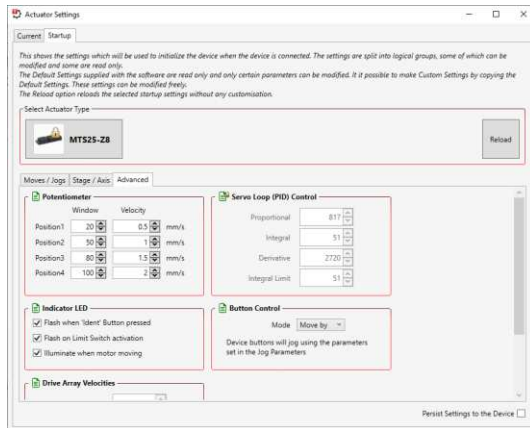 Actuator Settings
Current Startup
This shows the settings which will be used to initialize the device when the device is connected. The settings are split into logical groups, some of which can be
modified and some are read only.
The Default Settings supplied with the software are read only and only certain parameters can be modified. It it possible to make Custom Settings by copying the
Default Settings. These settings can be modified freely.
The Reload option reloads the selected startup settings without any customisation.
Select Actuator Type
MTS25-Z8
Reload
Moves / Jogs Stage / Axis Advanced
Potentiometer
Window Velocity
Position1 20 0.5 mm/s
Position2 50 1 mm/s
Position3 80 1.5 mm/s
Position4 100 2 mm/s
Servo Loop (PID) Control
Proportional 817
Integral 51
Derivative 2720
Integral Limit 51
Indicator LED
Flash when 'Ident' Button pressed
Flash on Limit Switch activation
Illuminate when motor moving
Button Control
Mode Move by
Device buttons will jog using the parameters
set in the Jog Parameters
Drive Array Velocities
Persist Settings to the Device